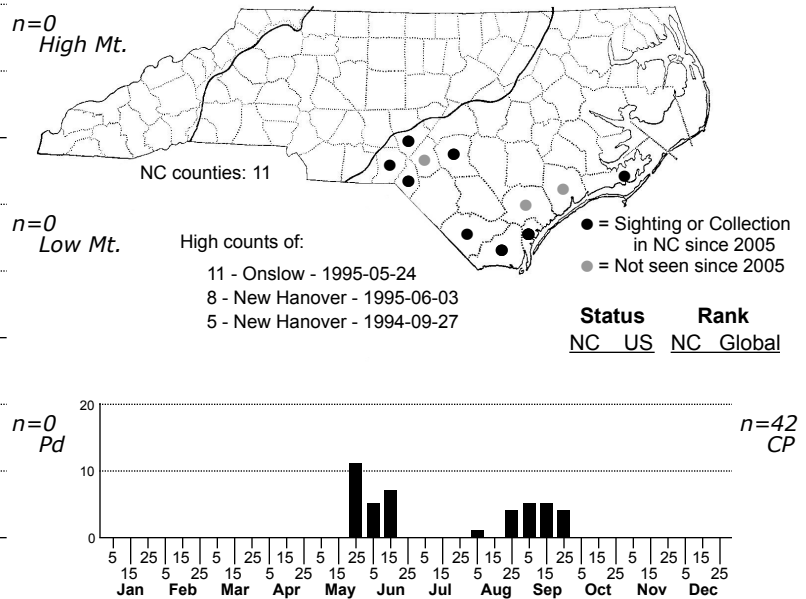 n=0
High Mt.
NC counties: 11
n=0
Low Mt.
High counts of:
11 - Onslow - 1995-05-24
8 - New Hanover - 1995-06-03
5 - New Hanover - 1994-09-27
= Sighting or Collection
in NC since 2005
= Not seen since 2005
Status Rank
NC US NC Global
n=0
Pd
n=42
CP
20
10
0
5 25 15 5 25 15 5 25 15 5 25 15 5 25 15 5 25 15
15 5 25 15 5 25 15 5 25 15 5 25 15 5 25 15 5 25
Jan Feb Mar Apr May Jun Jul Aug Sep Oct Nov Dec